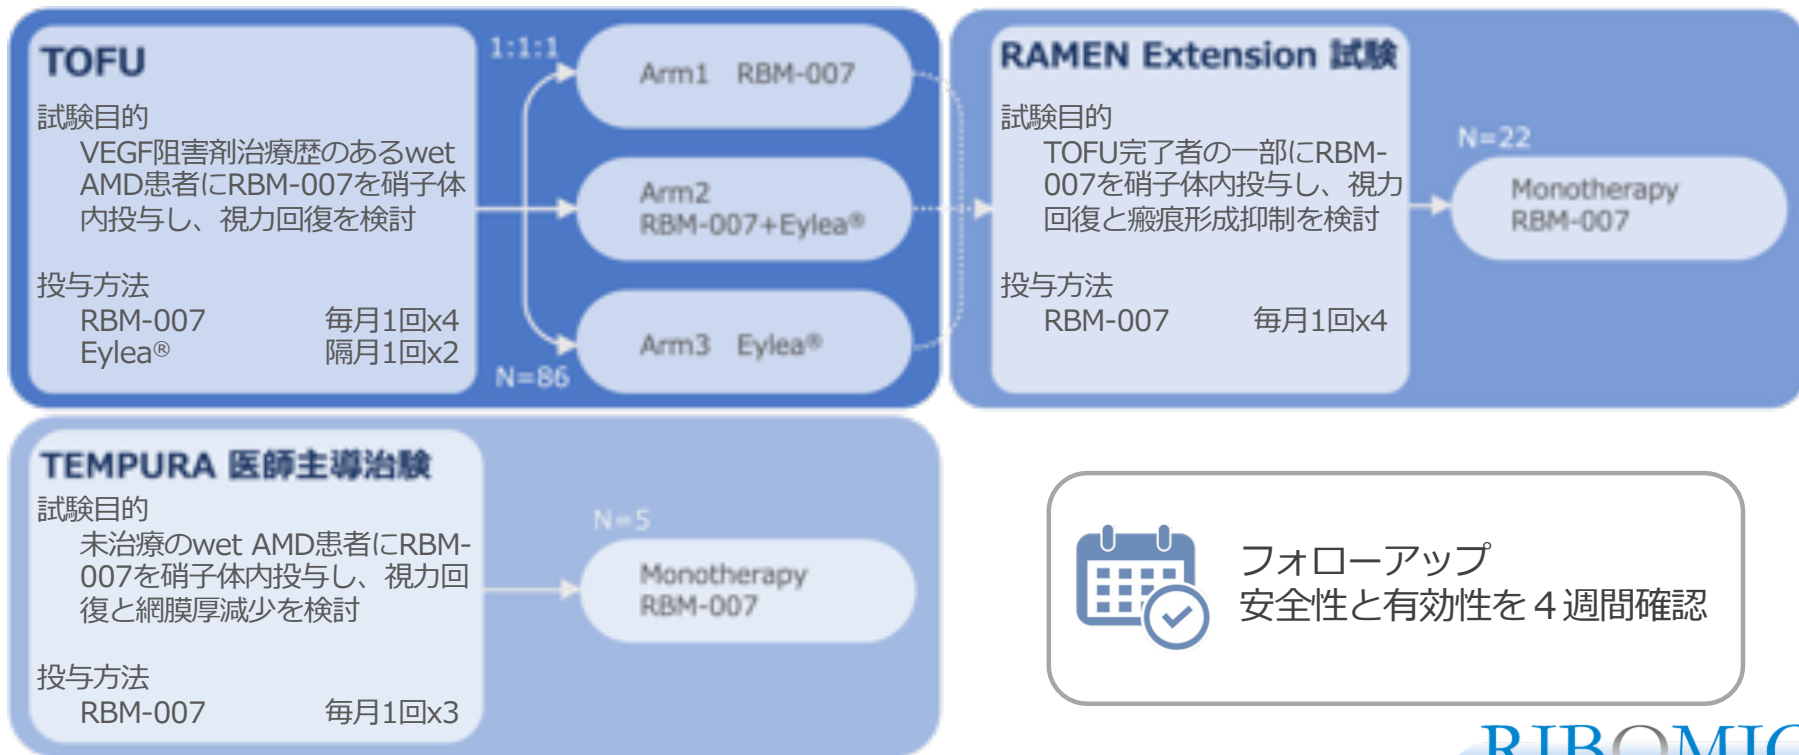 TOFU
試験目的
VEGF阻害剤治療歴のあるwet
AMD患者にRBM-007を硝子体
内投与し、視力回復を検討
投与方法
RBM-007 毎月1回x4
Eylea® 隔月1回x2
1:1:1
N=86
Arm1 RBM-007
Arm2
RBM-007+Eylea®
Arm3 Eylea®
RAMEN Extension 試験
試験目的
TOFU完了者の一部にRBM-
007を硝子体内投与し、視力
回復と瘢痕形成抑制を検討
投与方法
RBM-007 毎月1回x4
N=22
Monotherapy
RBM-007
TEMPURA 医師主導治験
試験目的
未治療のwet AMD患者にRBM-
007を硝子体内投与し、視力回
復と網膜厚減少を検討
投与方法
RBM-007 毎月1回x3
N=5
Monotherapy
RBM-007
フォローアップ
安全性と有効性を４週間確認
RIBOMIC